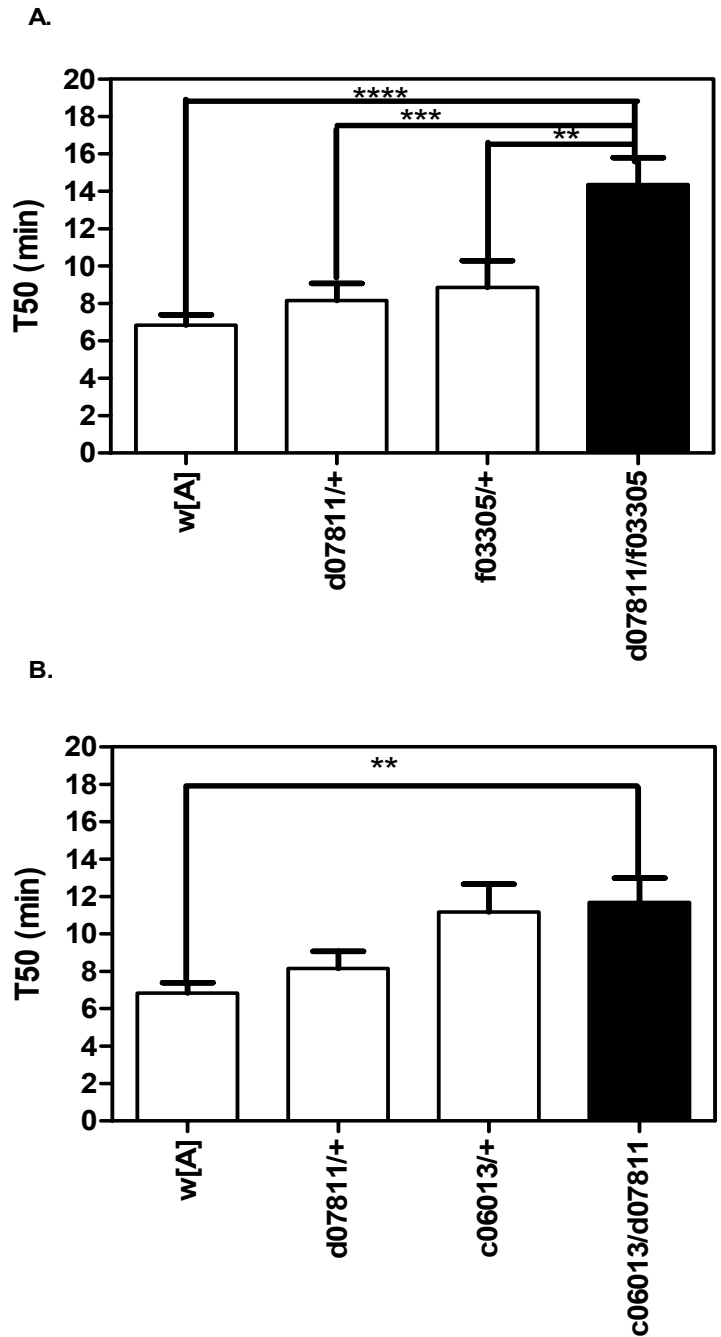 A.
****
***
**
20
18
16
14
12
10
8
6
4
2
0
T50 (min)
w[A]
d07811/+
f03305/+
d07811/f03305
B.
**
20
18
16
14
12
10
8
6
4
2
0
T50 (min)
w[A]
d07811/+
c06013/+
c06013/d07811